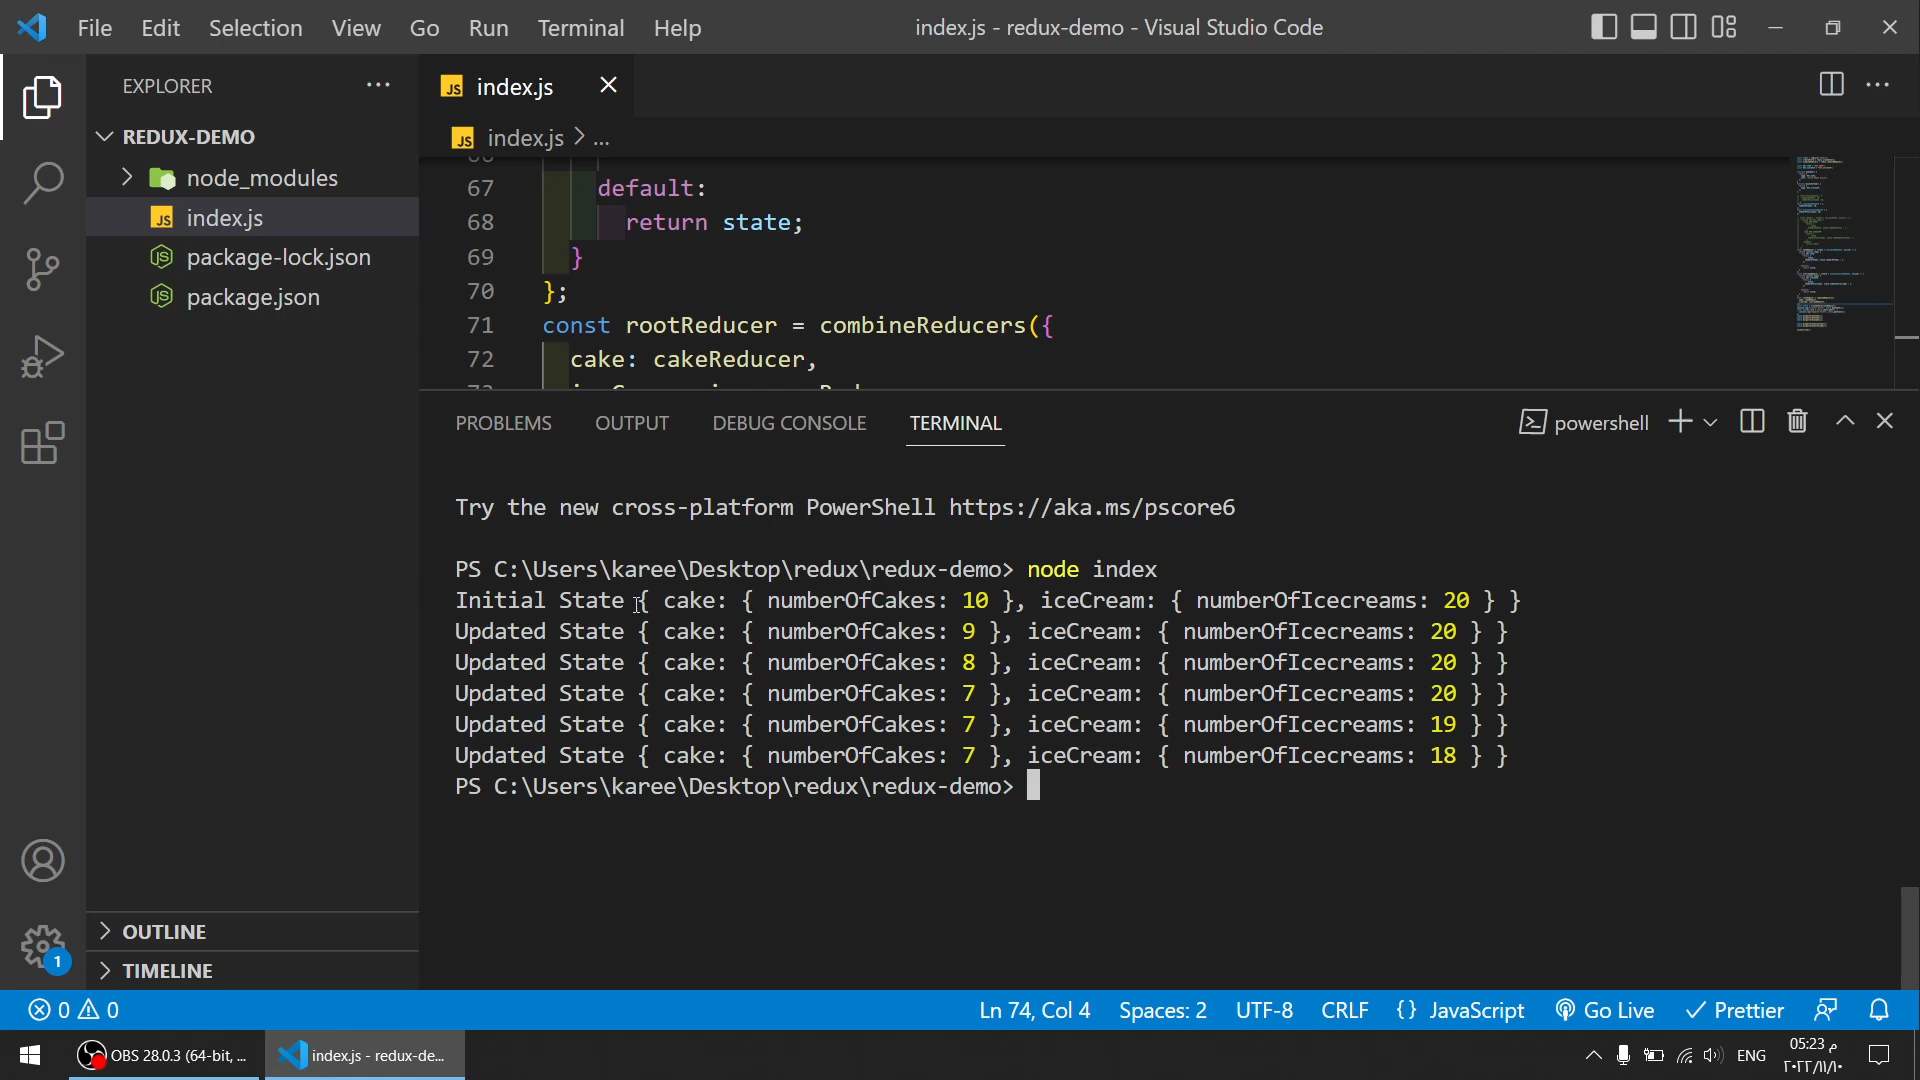 File Edit Selection View Go Run Terminal Help index.js - redux-demo - Visual Studio Code
EXPLORER
REDUX-DEMO
node_modules
JS index.js
package-lock.json
package.json
OUTLINE
TIMELINE
JS index.js
JS index.js > ...
67 default:
68 return state;
69 }
70 };
71 const rootReducer = combineReducers({
72 cake: cakeReducer,
PROBLEMS OUTPUT DEBUG CONSOLE TERMINAL powershell
Try the new cross-platform PowerShell https://aka.ms/pscore6
PS C:\Users\karee\Desktop\redux\redux-demo> node index
Initial State { cake: { numberOfCakes: 10 }, iceCream: { numberOfIcecreams: 20 } }
Updated State { cake: { numberOfCakes: 9 }, iceCream: { numberOfIcecreams: 20 } }
Updated State { cake: { numberOfCakes: 8 }, iceCream: { numberOfIcecreams: 20 } }
Updated State { cake: { numberOfCakes: 7 }, iceCream: { numberOfIcecreams: 20 } }
Updated State { cake: { numberOfCakes: 7 }, iceCream: { numberOfIcecreams: 19 } }
Updated State { cake: { numberOfCakes: 7 }, iceCream: { numberOfIcecreams: 18 } }
PS C:\Users\karee\Desktop\redux\redux-demo>
1
0 0 Ln 74, Col 4 Spaces: 2 UTF-8 CRLF {} JavaScript Go Live Prettier
OBS 28.0.3 (64-bit, ... index.js - redux-de... ENG 05:23 م
٢٠٢٢/١١/١٠